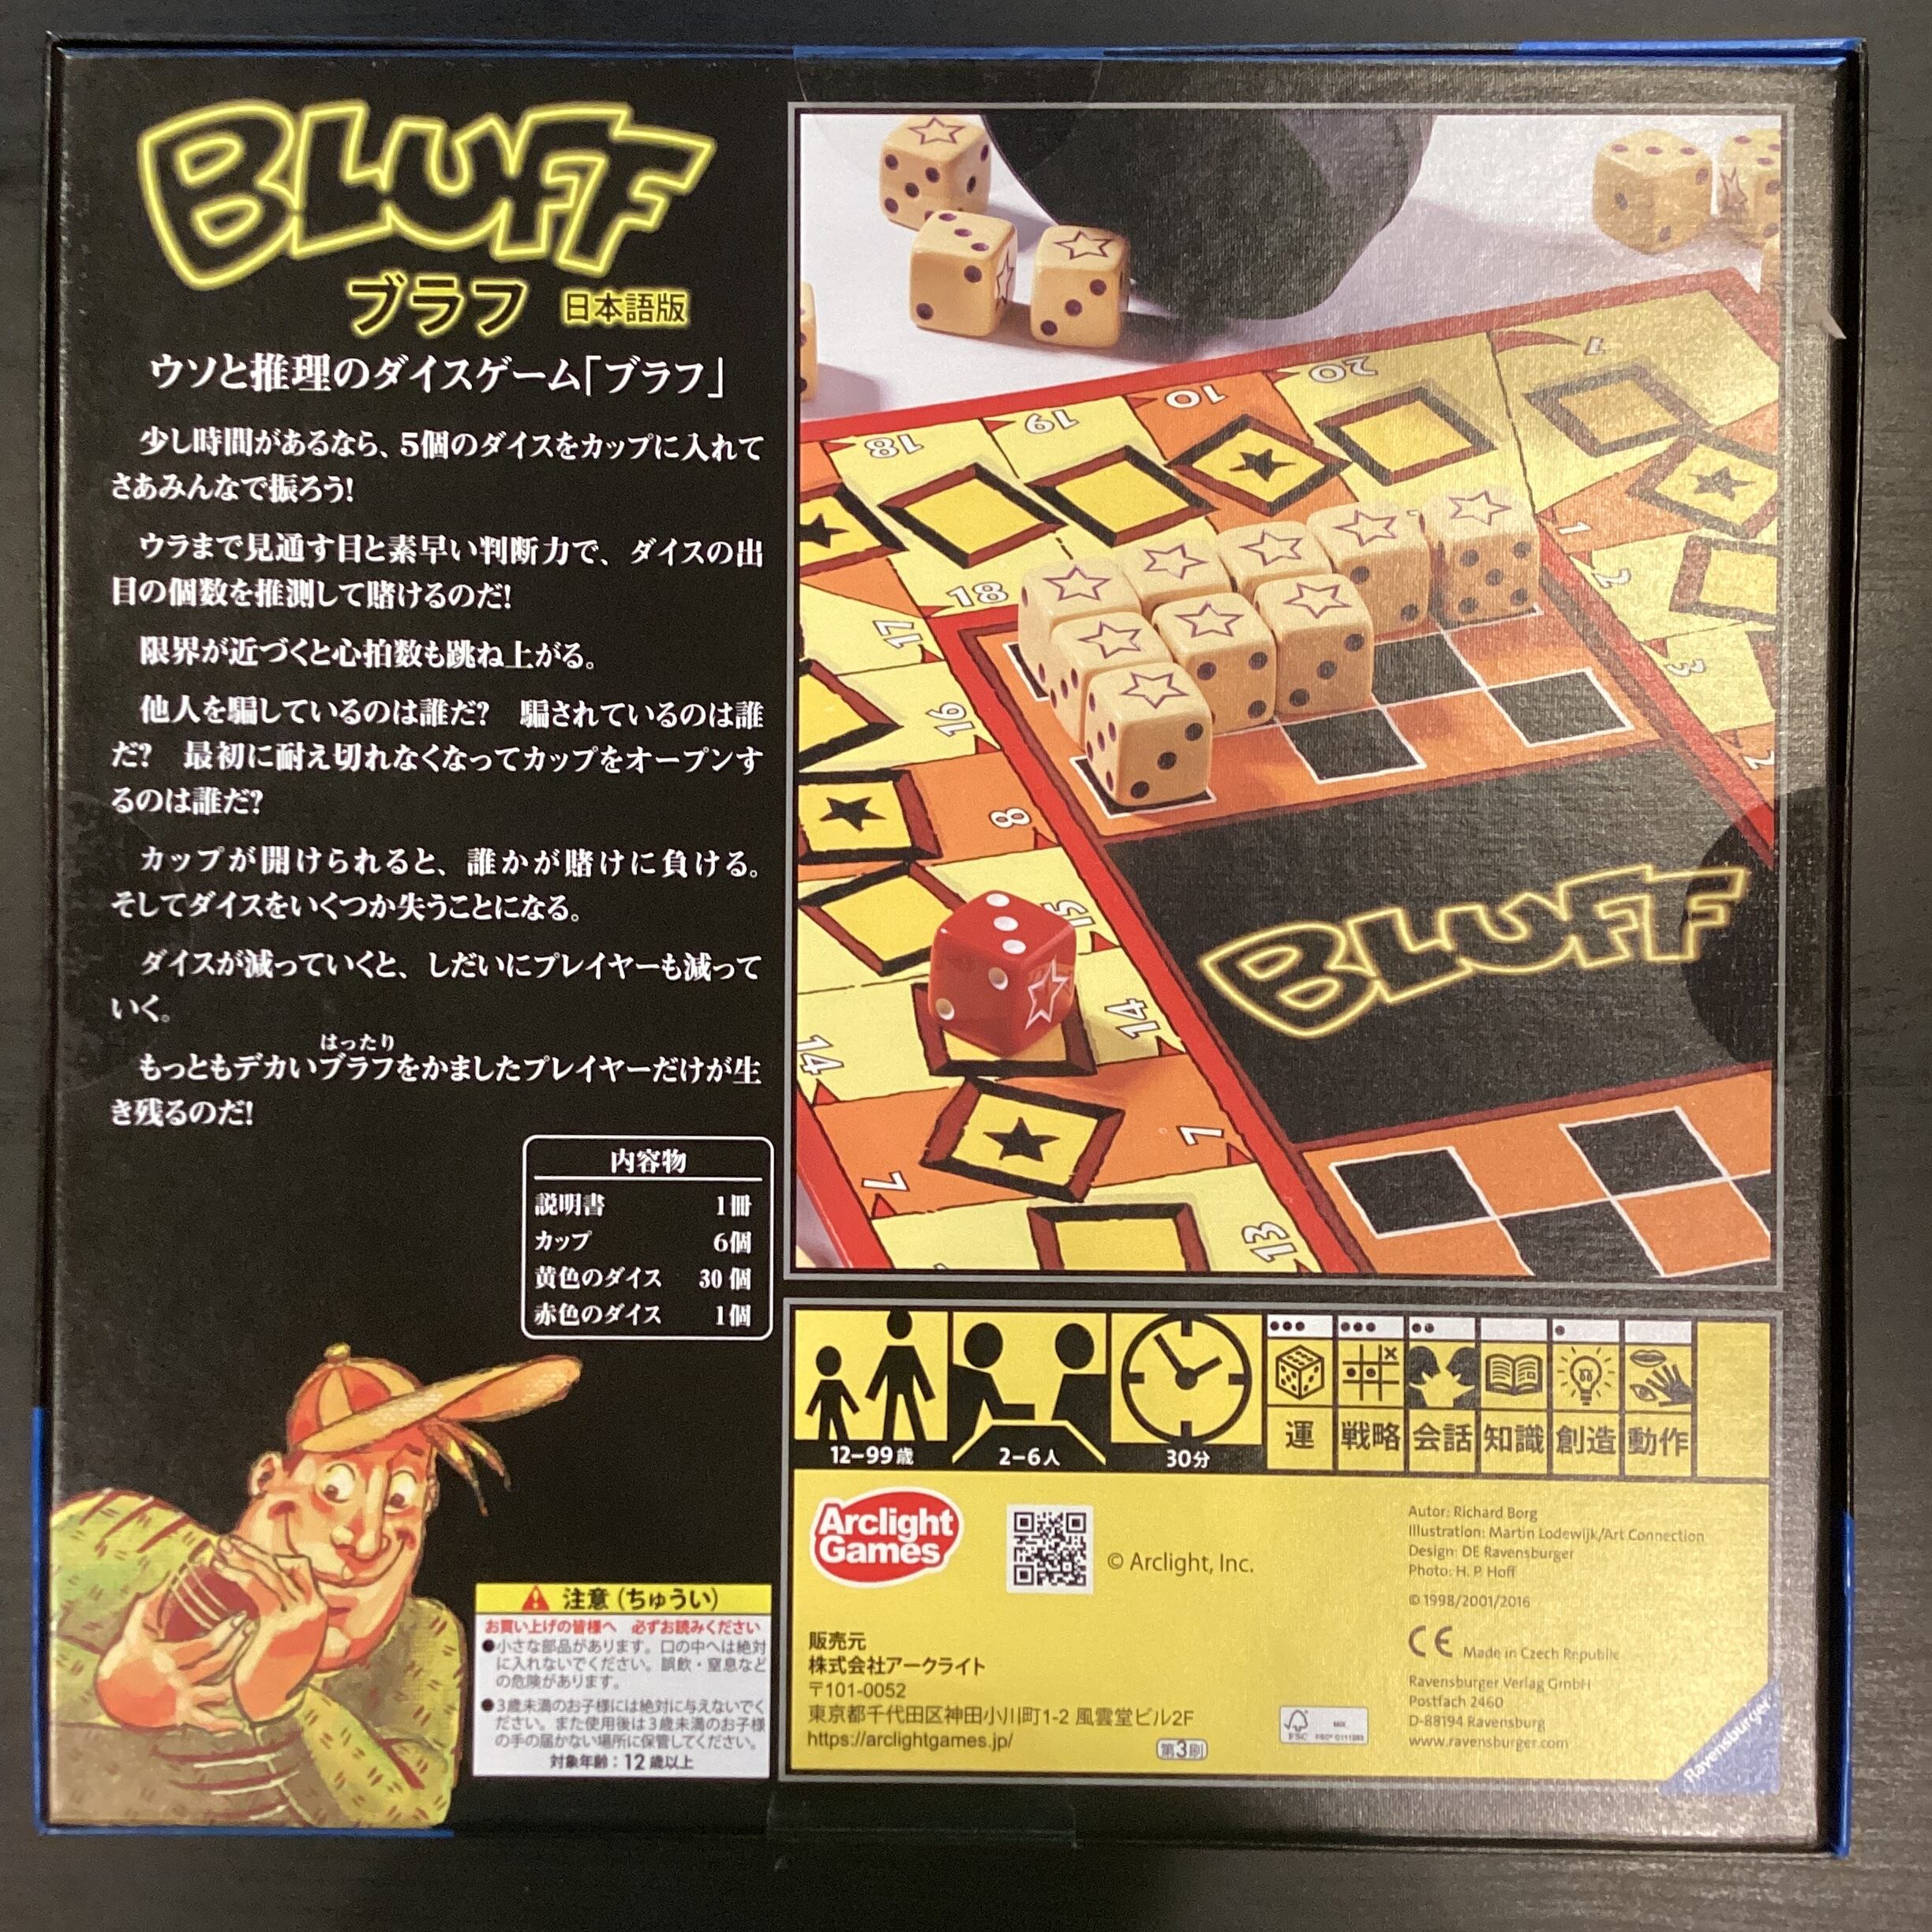 BLUFF
ブラフ 日本語版
ウソと推理のダイスゲーム「ブラフ」
少し時間があるなら、5個のダイスをカップに入れて
さあみんなで振ろう!
ウラまで見通す目と素早い判断力で、ダイスの出
目の個数を推測して賭けるのだ!
限界が近づくと心拍数も跳ね上がる。
他人を騙しているのは誰だ? 騙されているのは誰
だ? 最初に耐え切れなくなってカップをオープンす
るのは誰だ?
カップが開けられると、誰かが賭けに負ける。
そしてダイスをいくつか失うことになる。
ダイスが減っていくと、しだいにプレイヤーも減って
いく。
はったり
もっともデカいブラフをかましたプレイヤーだけが生
き残るのだ!
内容物
説明書 1冊
カップ 6個
黄色のダイス 30個
赤色のダイス 1個
注意(ちゅうい)
お買い上げの皆様へ 必ずお読みください
●小さな部品があります。口の中へは絶対
に入れないでください。誤飲・窒息など
の危険があります。
●3歳未満のお子様には絶対に与えないでく
ださい。また使用後は3歳未満のお子様
の手の届かない場所に保管してください。
対象年齢:12歳以上
18 19 10 20 1
18
17
16
8
15
14
14
7
7
13
1
2
3
2
BLUFF
12-99歳 2-6人 30分
運 戦略 会話 知識 創造 動作
Arclight
Games
© Arclight, Inc.
販売元
株式会社アークライト
〒101-0052
東京都千代田区神田小川町1-2 風雲堂ビル2F
https://arclightgames.jp/
第3刷
FSC
MIX
Autor: Richard Borg
Illustration: Martin Lodewijk/Art Connection
Design: DE Ravensburger
Photo: H. P. Hoff
© 1998/2001/2016
CE Made in Czech Republic
Ravensburger Verlag GmbH
Postfach 2460
D-88194 Ravensburg
www.ravensburger.com
Ravensburger